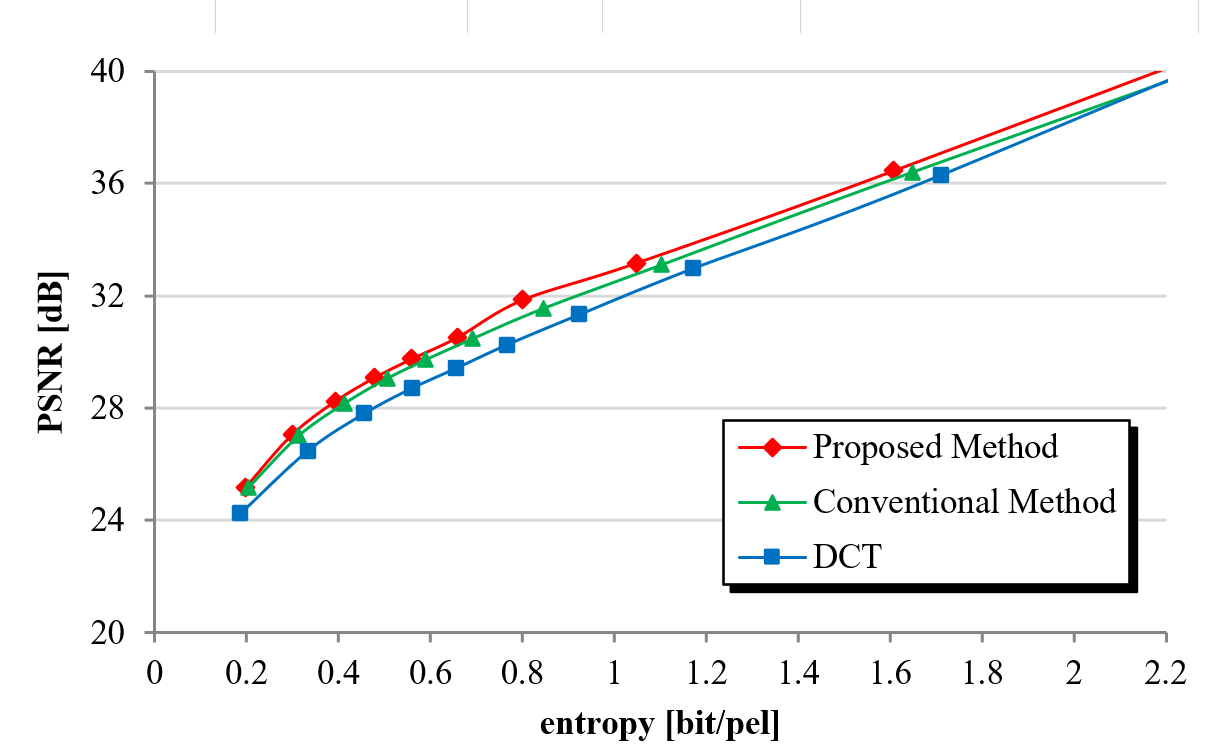 40
36
32
28
24
20
PSNR [dB]
Proposed Method
Conventional Method
DCT
0 0.2 0.4 0.6 0.8 1 1.2 1.4 1.6 1.8 2 2.2
entropy [bit/pel]